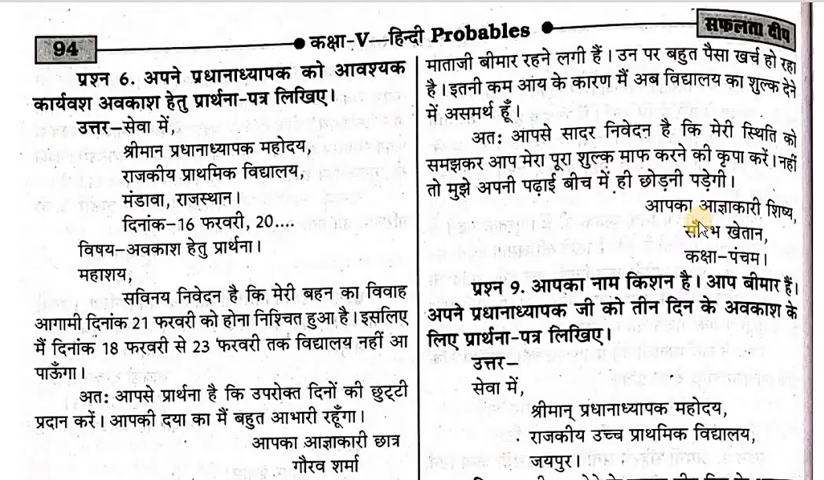 94
कक्षा-V—हिन्दी Probables
सफलता दीप
प्रश्न 6. अपने प्रधानाध्यापक को आवश्यक
कार्यवश अवकाश हेतु प्रार्थना-पत्र लिखिए।
उत्तर-सेवा में,
श्रीमान प्रधानाध्यापक महोदय,
राजकीय प्राथमिक विद्यालय,
मंडावा, राजस्थान।
दिनांक-16 फरवरी, 20....
विषय-अवकाश हेतु प्रार्थना।
महाशय,
सविनय निवेदन है कि मेरी बहन का विवाह
आगामी दिनांक 21 फरवरी को होना निश्चित हुआ है। इसलिए
मैं दिनांक 18 फरवरी से 23 फरवरी तक विद्यालय नहीं आ
पाऊँगा।
अतः आपसे प्रार्थना है कि उपरोक्त दिनों की छुट्टी
प्रदान करें। आपकी दया का मैं बहुत आभारी रहूँगा।
आपका आज्ञाकारी छात्र
गौरव शर्मा
माताजी बीमार रहने लगी हैं। उन पर बहुत पैसा खर्च हो रहा
है। इतनी कम आय के कारण मैं अब विद्यालय का शुल्क देने
में असमर्थ हूँ।
अतः आपसे सादर निवेदन है कि मेरी स्थिति को
समझकर आप मेरा पूरा शुल्क माफ करने की कृपा करें। नहीं
तो मुझे अपनी पढ़ाई बीच में ही छोड़नी पड़ेगी।
आपका आज्ञाकारी शिष्य,
खेतान,
कक्षा-पंचम।
प्रश्न 9. आपका नाम किशन है। आप बीमार हैं।
अपने प्रधानाध्यापक जी को तीन दिन के अवकाश के
लिए प्रार्थना-पत्र लिखिए।
उत्तर—
सेवा में,
श्रीमान् प्रधानाध्यापक महोदय,
राजकीय उच्च प्राथमिक विद्यालय,
जयपुर।